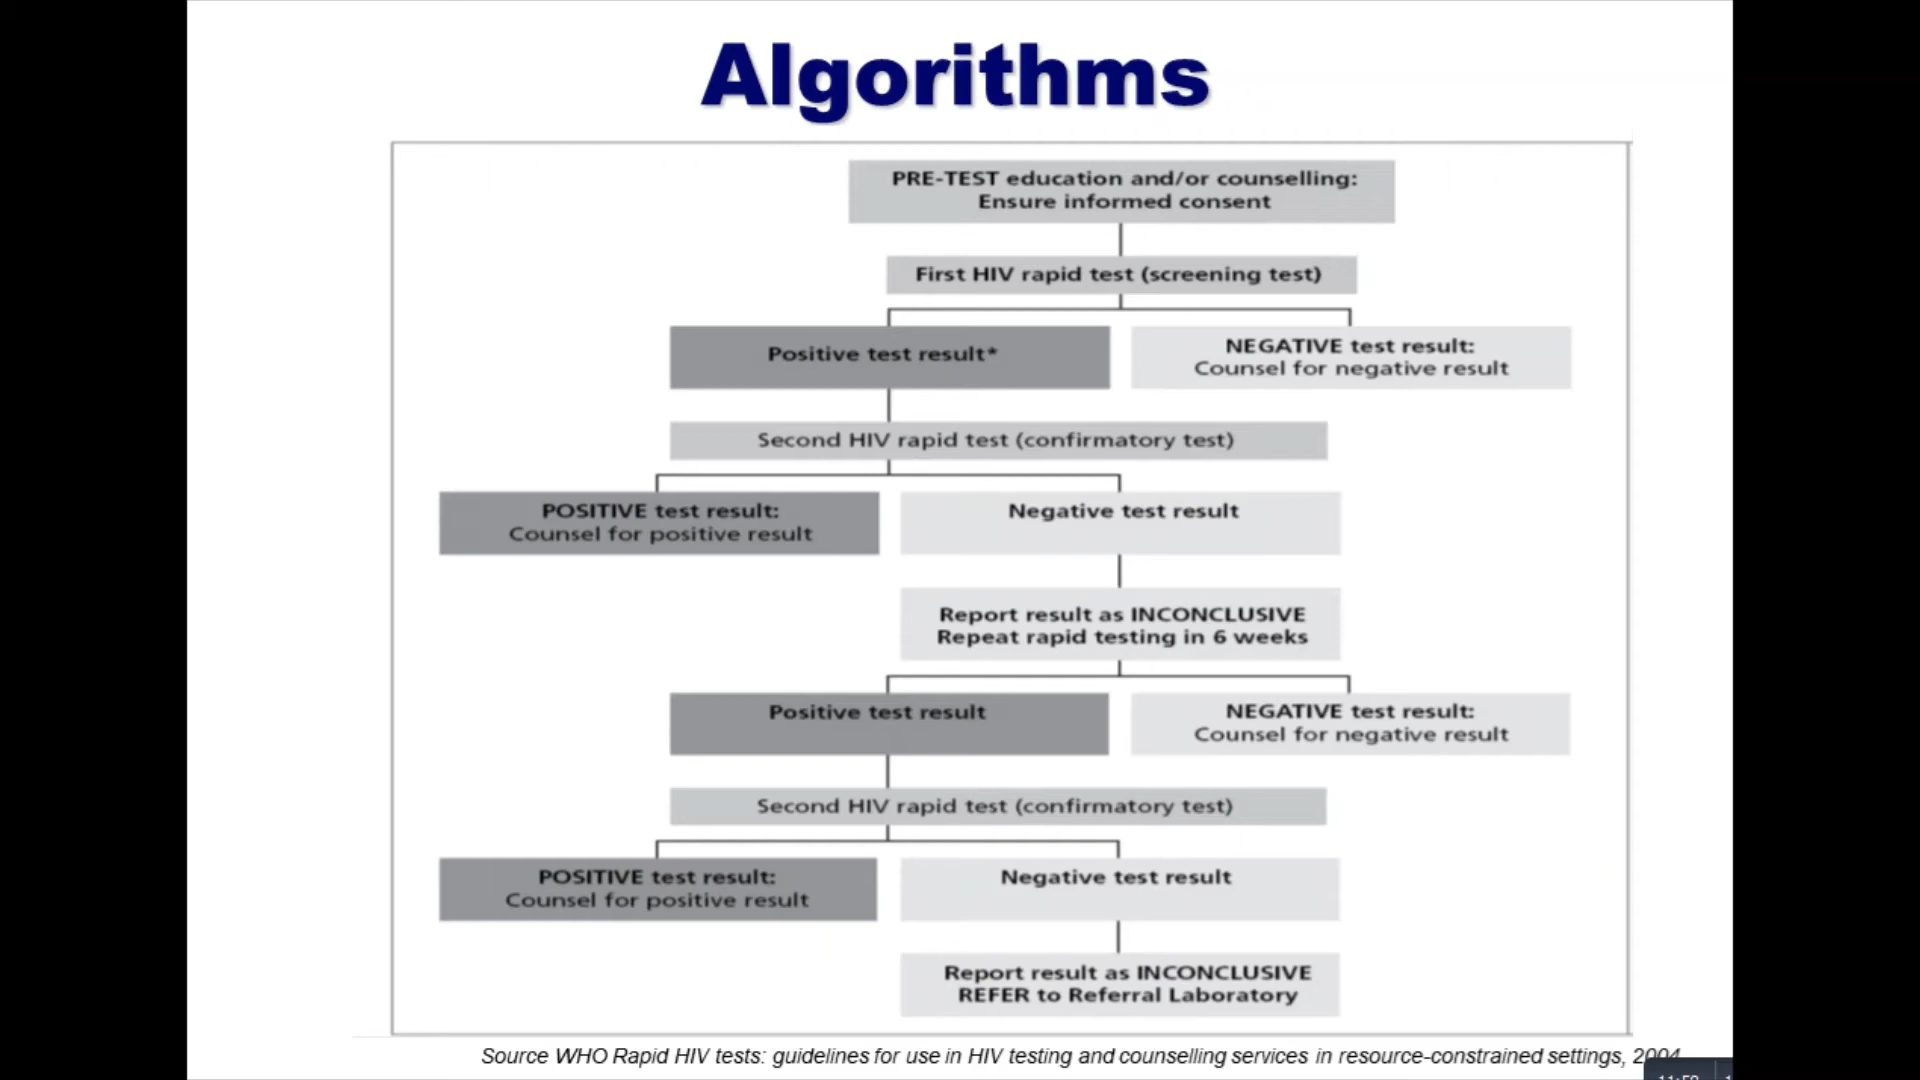 Algorithms
PRE-TEST education and/or counselling:
Ensure informed consent
First HIV rapid test (screening test)
Positive test result*
NEGATIVE test result:
Counsel for negative result
Second HIV rapid test (confirmatory test)
POSITIVE test result:
Counsel for positive result
Negative test result
Report result as INCONCLUSIVE
Repeat rapid testing in 6 weeks
Positive test result
NEGATIVE test result:
Counsel for negative result
Second HIV rapid test (confirmatory test)
POSITIVE test result:
Counsel for positive result
Negative test result
Report result as INCONCLUSIVE
REFER to Referral Laboratory
Source WHO Rapid HIV tests: guidelines for use in HIV testing and counselling services in resource-constrained settings, 2004